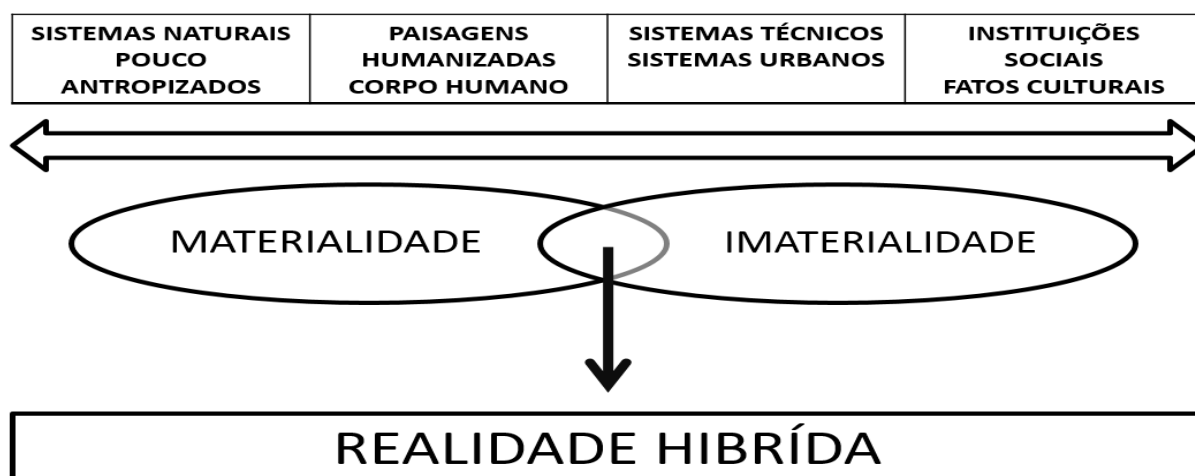 SISTEMAS NATURAIS
POUCO
ANTROPIZADOS
PAISAGENS
HUMANIZADAS
CORPO HUMANO
SISTEMAS TÉCNICOS
SISTEMAS URBANOS
INSTITUIÇÕES
SOCIAIS
FATOS CULTURAIS
MATERIALIDADE
IMATERIALIDADE
REALIDADE HIBRÍDA